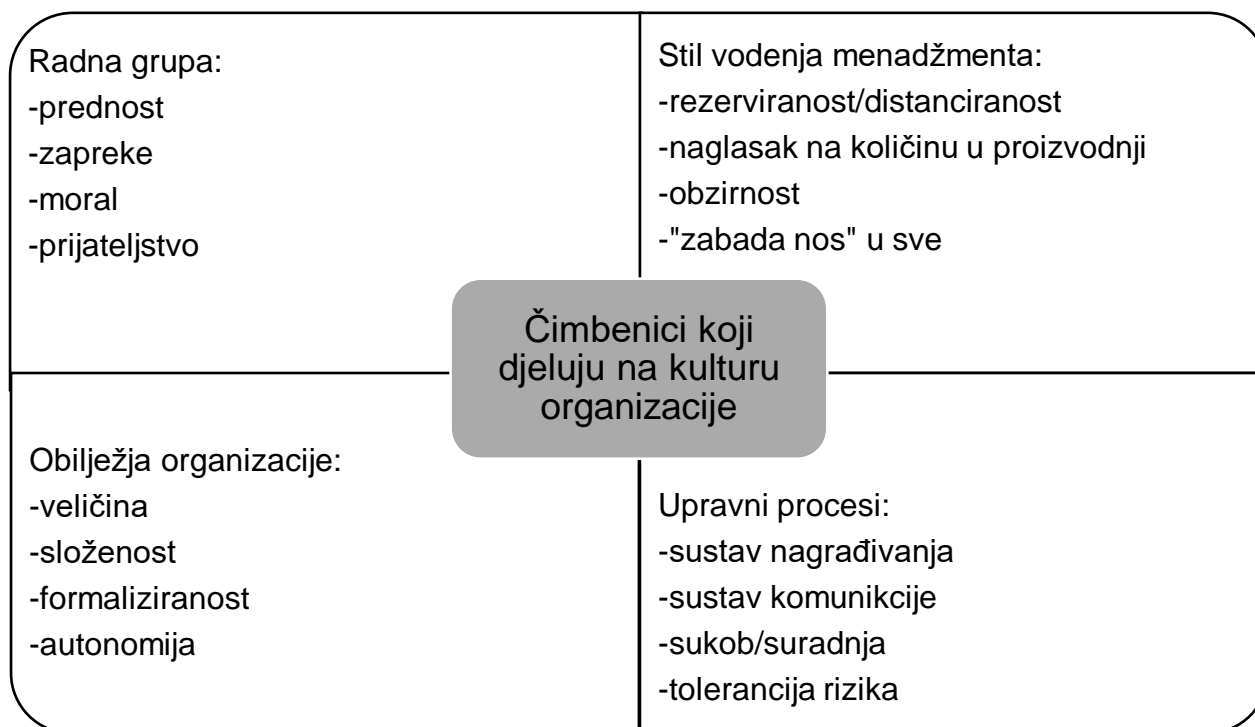 Radna grupa:
-prednost
-zapreke
-moral
-prijateljstvo
Stil vodenja menadžmenta:
-rezerviranost/distanciranost
-naglasak na količinu u proizvodnji
-obzirnost
-"zabada nos" u sve
Čimbenici koji
djeluju na kulturu
organizacije
Obilježja organizacije:
-veličina
-složenost
-formaliziranost
-autonomija
Upravni procesi:
-sustav nagrađivanja
-sustav komunikcije
-sukob/suradnja
-tolerancija rizika